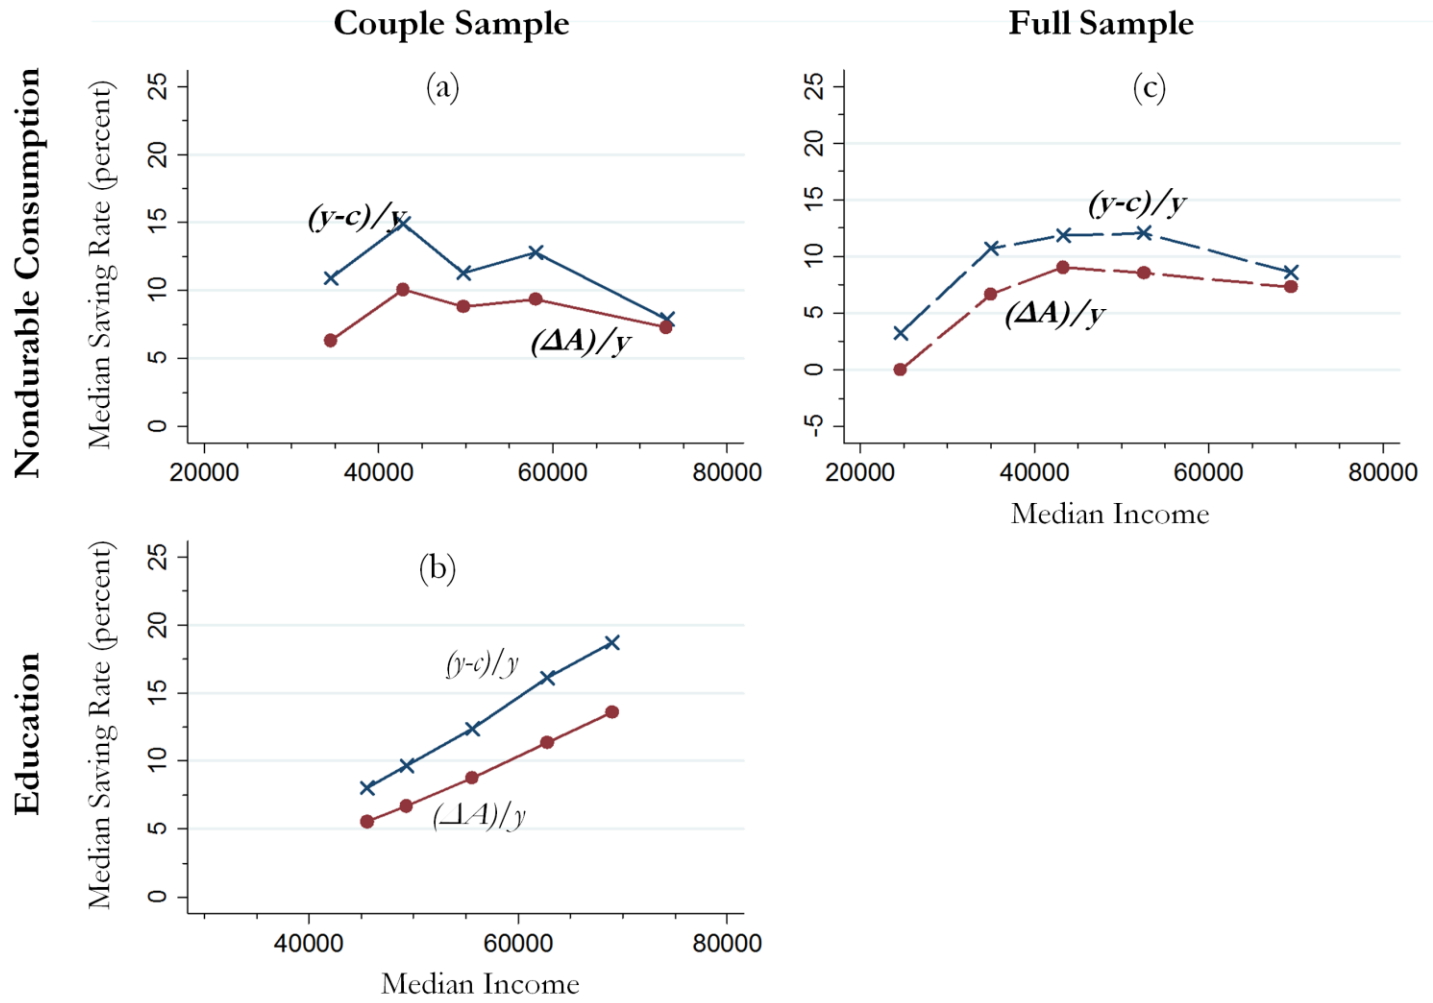 Couple Sample
Full Sample
Nondurable Consumption
Median Saving Rate (percent)
25
20
15
10
5
0
(a)
(y-c)/y
(ΔA)/y
20000
40000
60000
80000
25
20
15
10
5
0
-5
(c)
(y-c)/y
(ΔA)/y
20000
40000
60000
80000
Median Income
Education
Median Saving Rate (percent)
25
20
15
10
5
0
(b)
(y-c)/y
(ΔA)/y
40000
60000
80000
Median Income